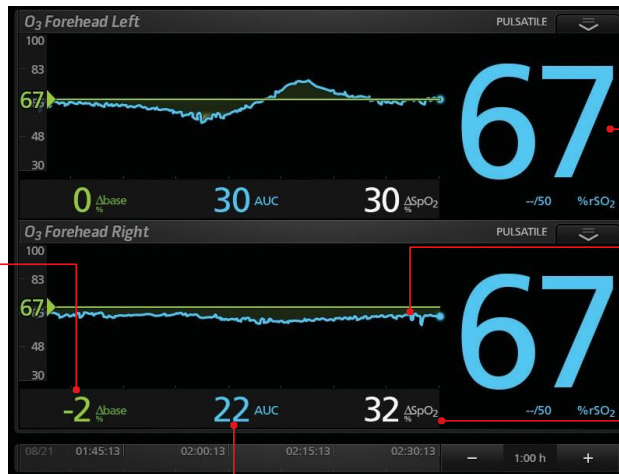 O3 Forehead Left PULSATILE
100
83
67
48
30
67
0 Δbase % 30 AUC 30 ΔSpO2 %
--/50 %rSO2
O3 Forehead Right PULSATILE
100
83
67
48
30
67
-2 Δbase % 22 AUC 32 ΔSpO2 %
--/50 %rSO2
08/21 01:45:13 02:00:13 02:15:13 02:30:13 − 1:00 h +